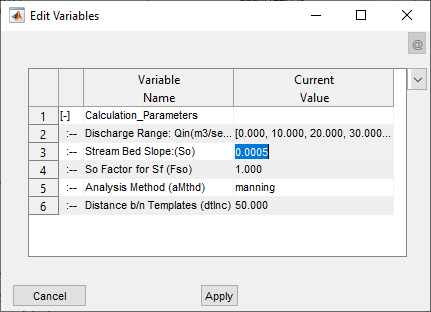 Edit Variables
@
Variable Name Current Value
1 [-] Calculation_Parameters
2 :-- Discharge Range: Qin(m3/se... [0.000, 10.000, 20.000, 30.000...
3 :-- Stream Bed Slope:(So) 0.0005
4 :-- So Factor for Sf (Fso) 1.000
5 :-- Analysis Method (aMthd) manning
6 :-- Distance b/n Templates (dtInc) 50.000
Cancel Apply